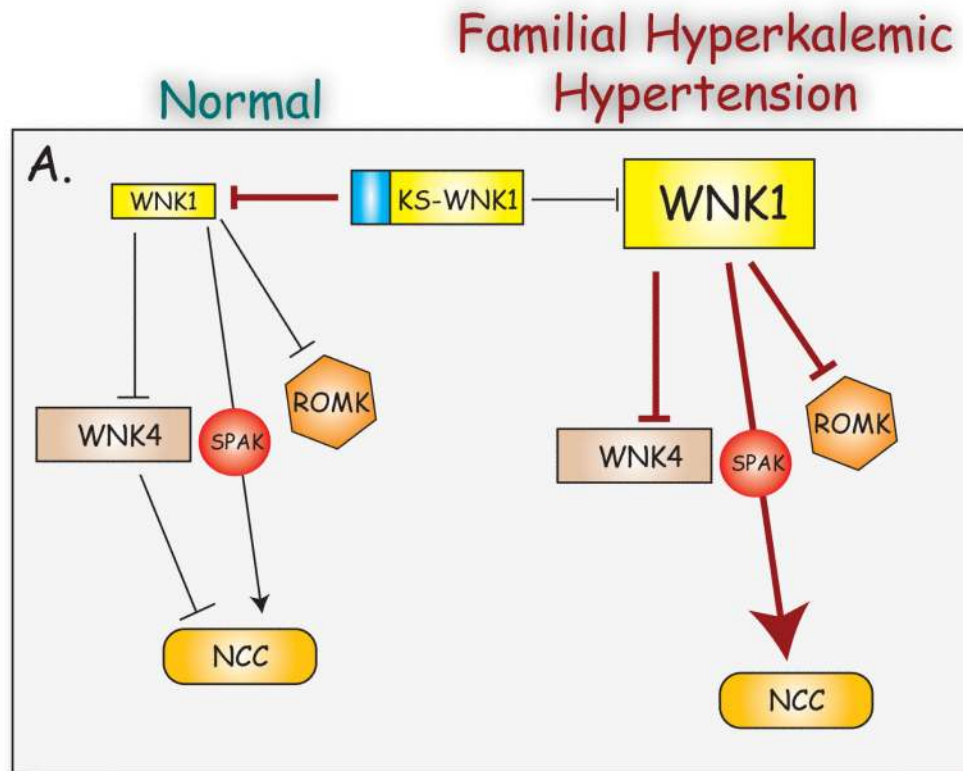 Familial Hyperkalemic
Hypertension
Normal
A.
WNK1
KS-WNK1
WNK1
ROMK
WNK4
SPAK
NCC
ROMK
WNK4
SPAK
NCC